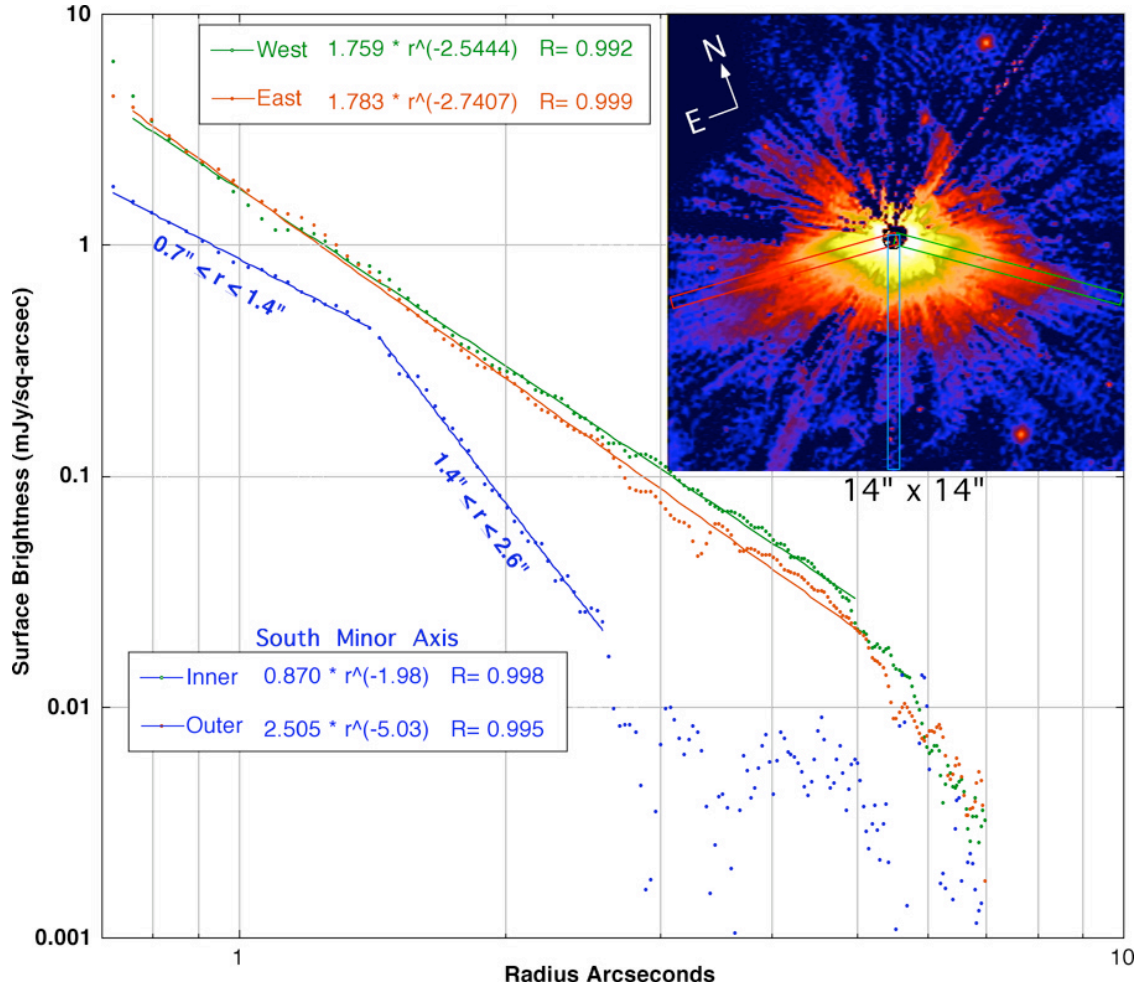 10
West 1.759 * r^(-2.5444) R= 0.992
East 1.783 * r^(-2.7407) R= 0.999
N
E
14" x 14"
1
0.7" < r < 1.4"
0.1
1.4" < r < 2.6"
South Minor Axis
Inner 0.870 * r^(-1.98) R= 0.998
Outer 2.505 * r^(-5.03) R= 0.995
0.01
0.001
Surface Brightness (mJy/sq-arcsec)
1
10
Radius Arcseconds